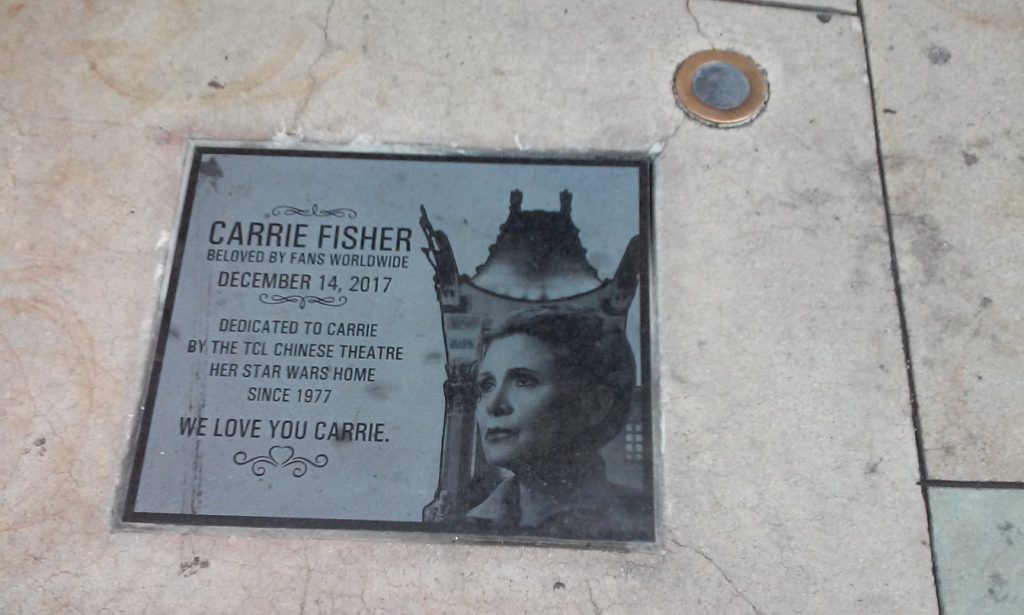 CARRIE FISHER
BELOVED BY FANS WORLDWIDE
DECEMBER 14, 2017
DEDICATED TO CARRIE
BY THE TCL CHINESE THEATRE
HER STAR WARS HOME
SINCE 1977
WE LOVE YOU CARRIE.